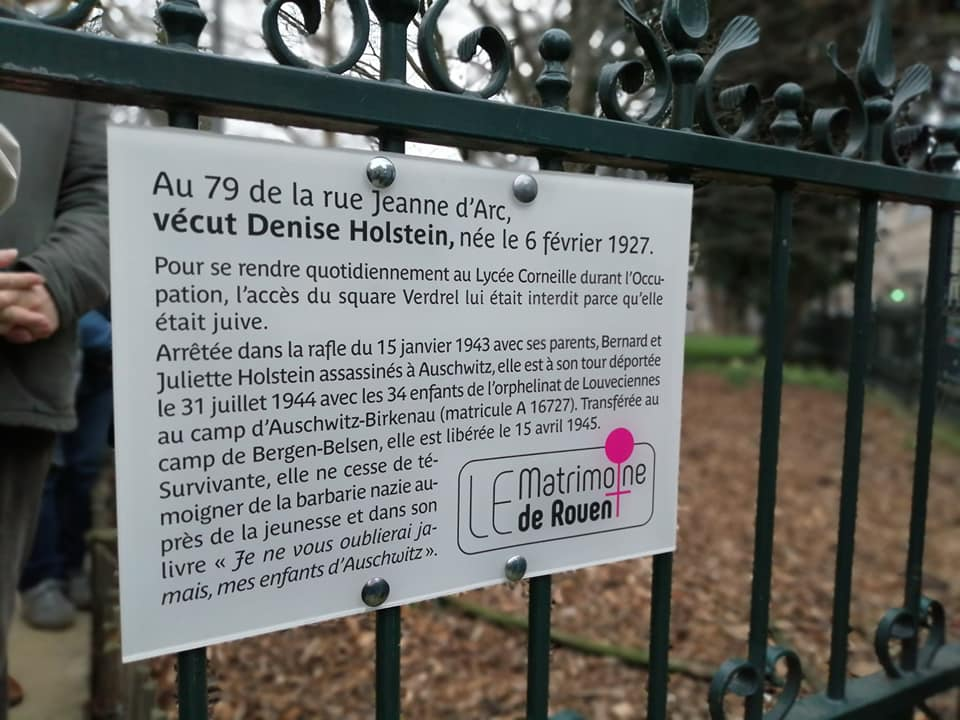 Au 79 de la rue Jeanne d'Arc,
vécut Denise Holstein, née le 6 février 1927.
Pour se rendre quotidiennement au Lycée Corneille durant l'Occu-
pation, l'accès du square Verdrel lui était interdit parce qu'elle
était juive.
Arrêtée dans la rafle du 15 janvier 1943 avec ses parents, Bernard et
Juliette Holstein assassinés à Auschwitz, elle est à son tour déportée
le 31 juillet 1944 avec les 34 enfants de l'orphelinat de Louveciennes
au camp d'Auschwitz-Birkenau (matricule A 16727). Transférée au
camp de Bergen-Belsen, elle est libérée le 15 avril 1945.
Survivante, elle ne cesse de té-
moigner de la barbarie nazie au-
près de la jeunesse et dans son
livre « Je ne vous oublierai ja-
mais, mes enfants d'Auschwitz ».
LE Matrimoine
de Rouen